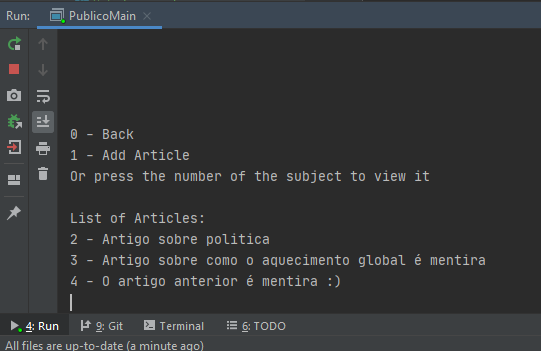 Run: PublicoMain
0 - Back
1 - Add Article
Or press the number of the subject to view it
List of Articles:
2 - Artigo sobre politica
3 - Artigo sobre como o aquecimento global é mentira
4 - O artigo anterior é mentira :)
4: Run 9: Git Terminal 6: TODO
All files are up-to-date (a minute ago)